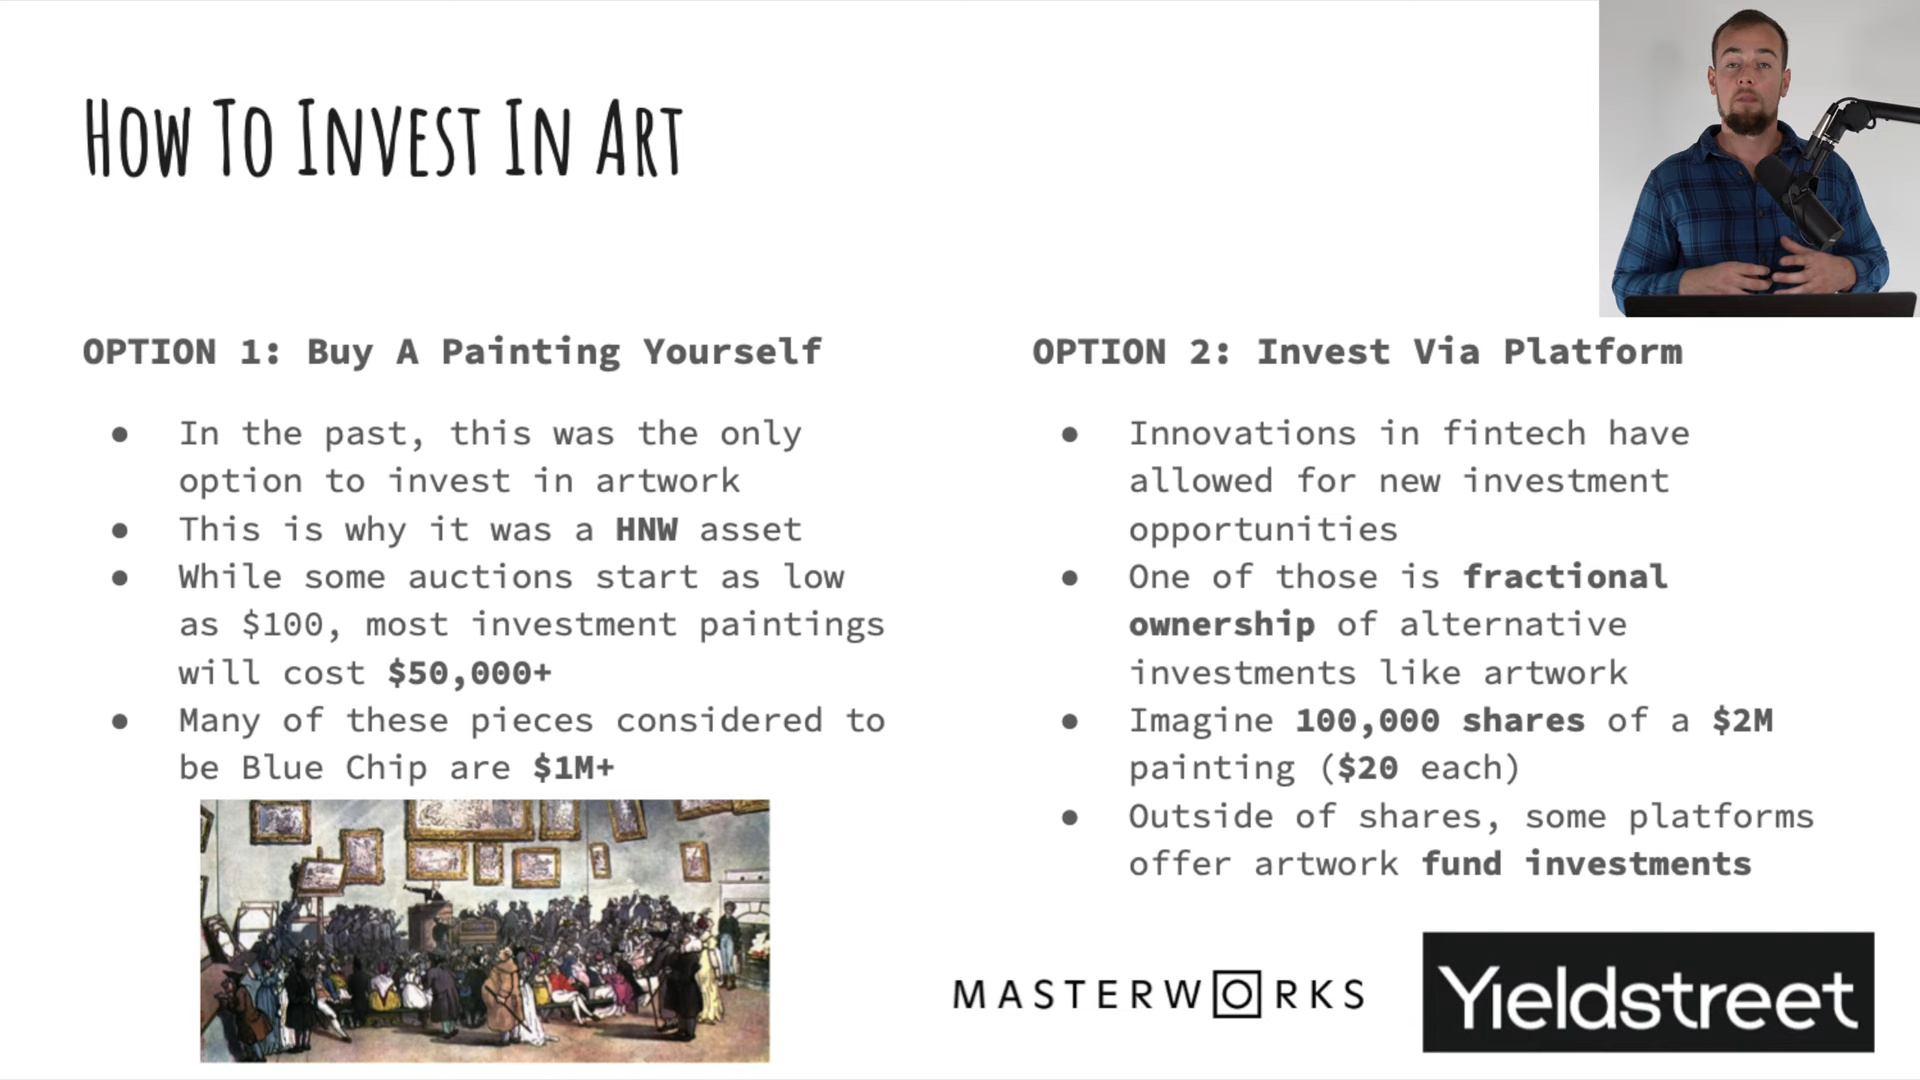 How To Invest In Art
OPTION 1: Buy A Painting Yourself
● In the past, this was the only
option to invest in artwork
● This is why it was a HNW asset
● While some auctions start as low
as $100, most investment paintings
will cost $50,000+
● Many of these pieces considered to
be Blue Chip are $1M+
OPTION 2: Invest Via Platform
● Innovations in fintech have
allowed for new investment
opportunities
● One of those is fractional
ownership of alternative
investments like artwork
● Imagine 100,000 shares of a $2M
painting ($20 each)
● Outside of shares, some platforms
offer artwork fund investments
MASTERWORKS
Yieldstreet